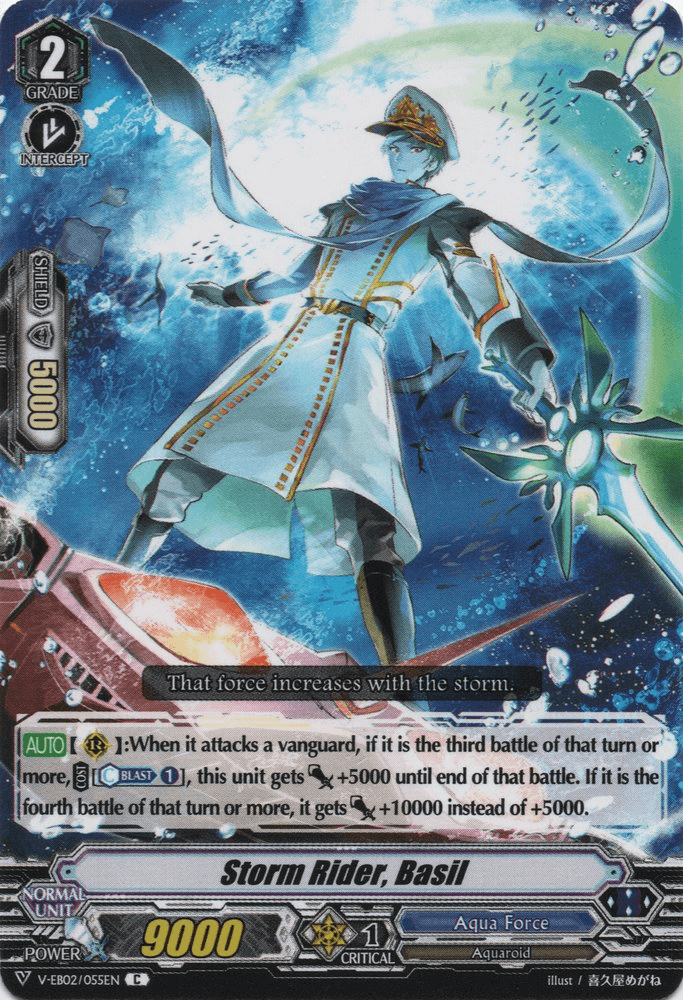 2
GRADE
INTERCEPT
SHIELD
5000
That force increases with the storm.
AUTO【 R 】:When it attacks a vanguard, if it is the third battle of that turn or
more, COST [C BLAST 1], this unit gets +5000 until end of that battle. If it is the
fourth battle of that turn or more, it gets +10000 instead of +5000.
Storm Rider, Basil
NORMAL
UNIT
POWER 9000
1
CRITICAL
Aqua Force
Aquaroid
V-EB02/055EN C
illust / 喜久屋めがね